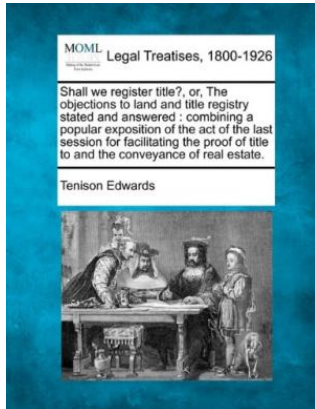 MOML Legal Treatises, 1800-1926
Shall we register title?, or, The
objections to land and title registry
stated and answered : combining a
popular exposition of the act of the last
session for facilitating the proof of title
to and the conveyance of real estate.
Tenison Edwards